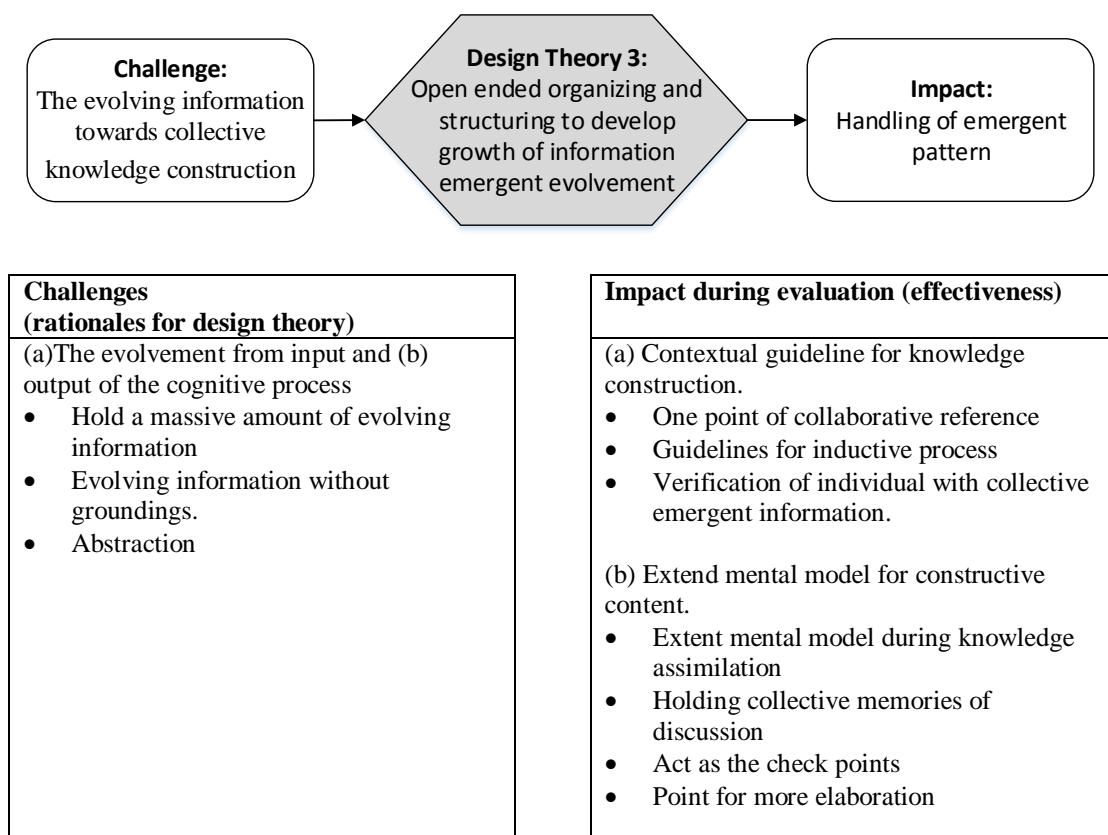 Challenge:
The evolving information
towards collective
knowledge construction
Design Theory 3:
Open ended organizing and
structuring to develop
growth of information
emergent evolvement
Impact:
Handling of emergent
pattern
Challenges
(rationales for design theory)
(a)The evolvement from input and (b)
output of the cognitive process
• Hold a massive amount of evolving
information
• Evolving information without
groundings.
• Abstraction
Impact during evaluation (effectiveness)
(a) Contextual guideline for knowledge
construction.
• One point of collaborative reference
• Guidelines for inductive process
• Verification of individual with collective
emergent information.
(b) Extend mental model for constructive
content.
• Extent mental model during knowledge
assimilation
• Holding collective memories of
discussion
• Act as the check points
• Point for more elaboration